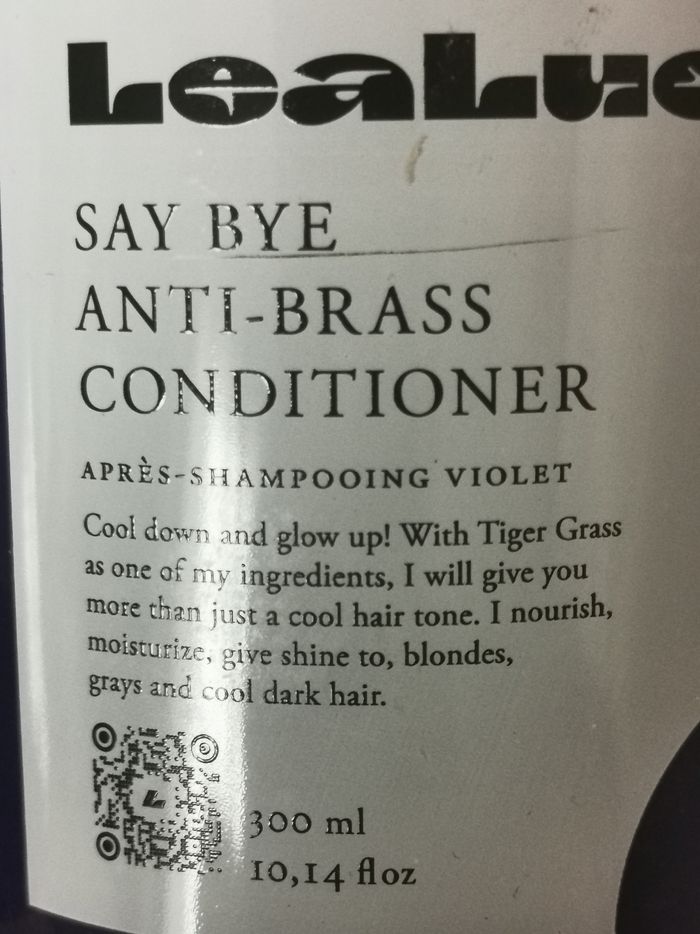 LeaLu
SAY BYE
ANTI-BRASS
CONDITIONER
APRÈS-SHAMPOOING VIOLET
Cool down and glow up! With Tiger Grass
as one of my ingredients, I will give you
more than just a cool hair tone. I nourish,
moisturize, give shine to, blondes,
grays and cool dark hair.
300 ml
10,14 fl oz